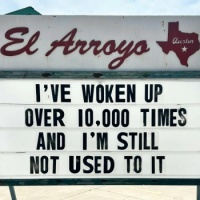 El Arroyo
Austin
I'VE WOKEN UP
OVER 10.000 TIMES
AND I'M STILL
NOT USED TO IT